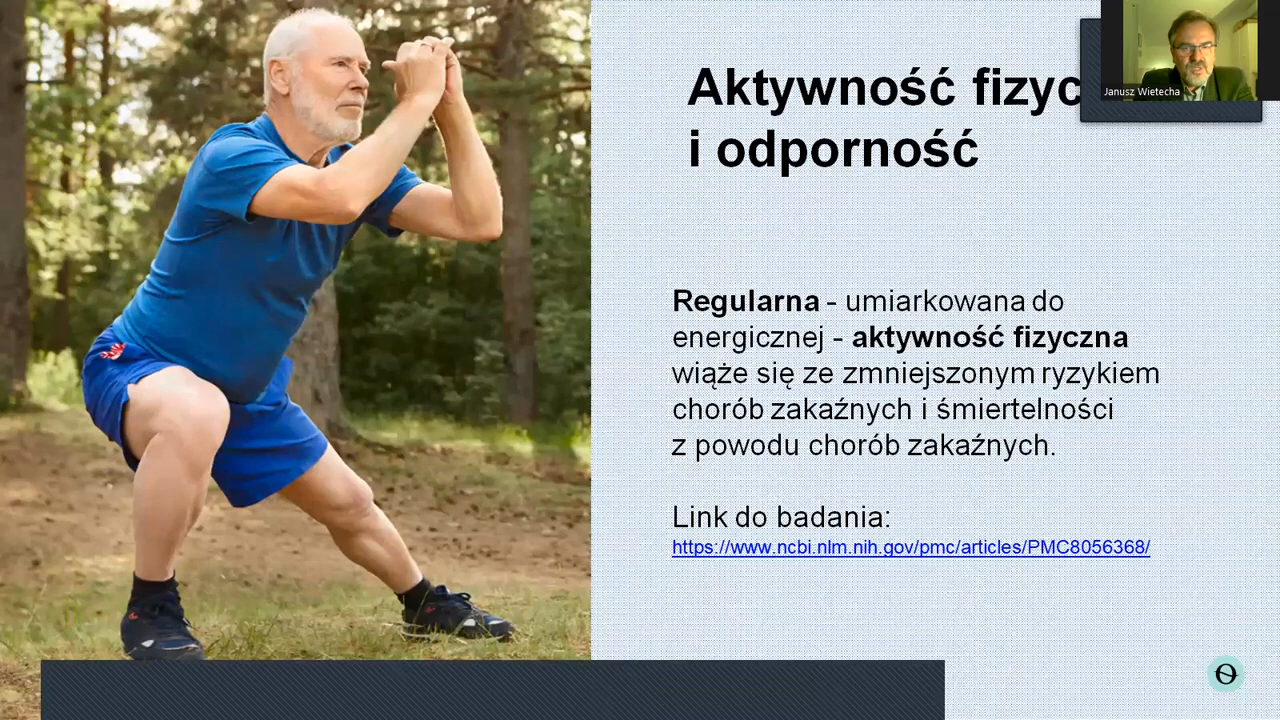 Aktywność fizyc
i odporność
Janusz Wietecha
Regularna - umiarkowana do
energicznej - aktywność fizyczna
wiąże się ze zmniejszonym ryzykiem
chorób zakaźnych i śmiertelności
z powodu chorób zakaźnych.
Link do badania:
https://www.ncbi.nlm.nih.gov/pmc/articles/PMC8056368/